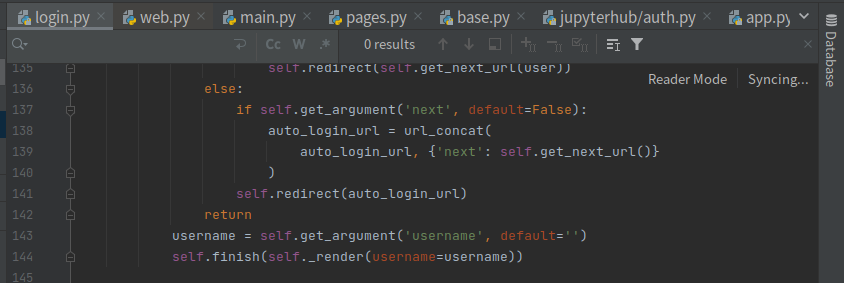 login.py web.py main.py pages.py base.py jupyterhub/auth.py app.py
Cc W .* 0 results
Reader Mode Syncing...
Database
135 self.redirect(self.get_next_url(user))
136 else:
137 if self.get_argument('next', default=False):
138 auto_login_url = url_concat(
139 auto_login_url, {'next': self.get_next_url()}
140 )
141 self.redirect(auto_login_url)
142 return
143 username = self.get_argument('username', default='')
144 self.finish(self._render(username=username))
145